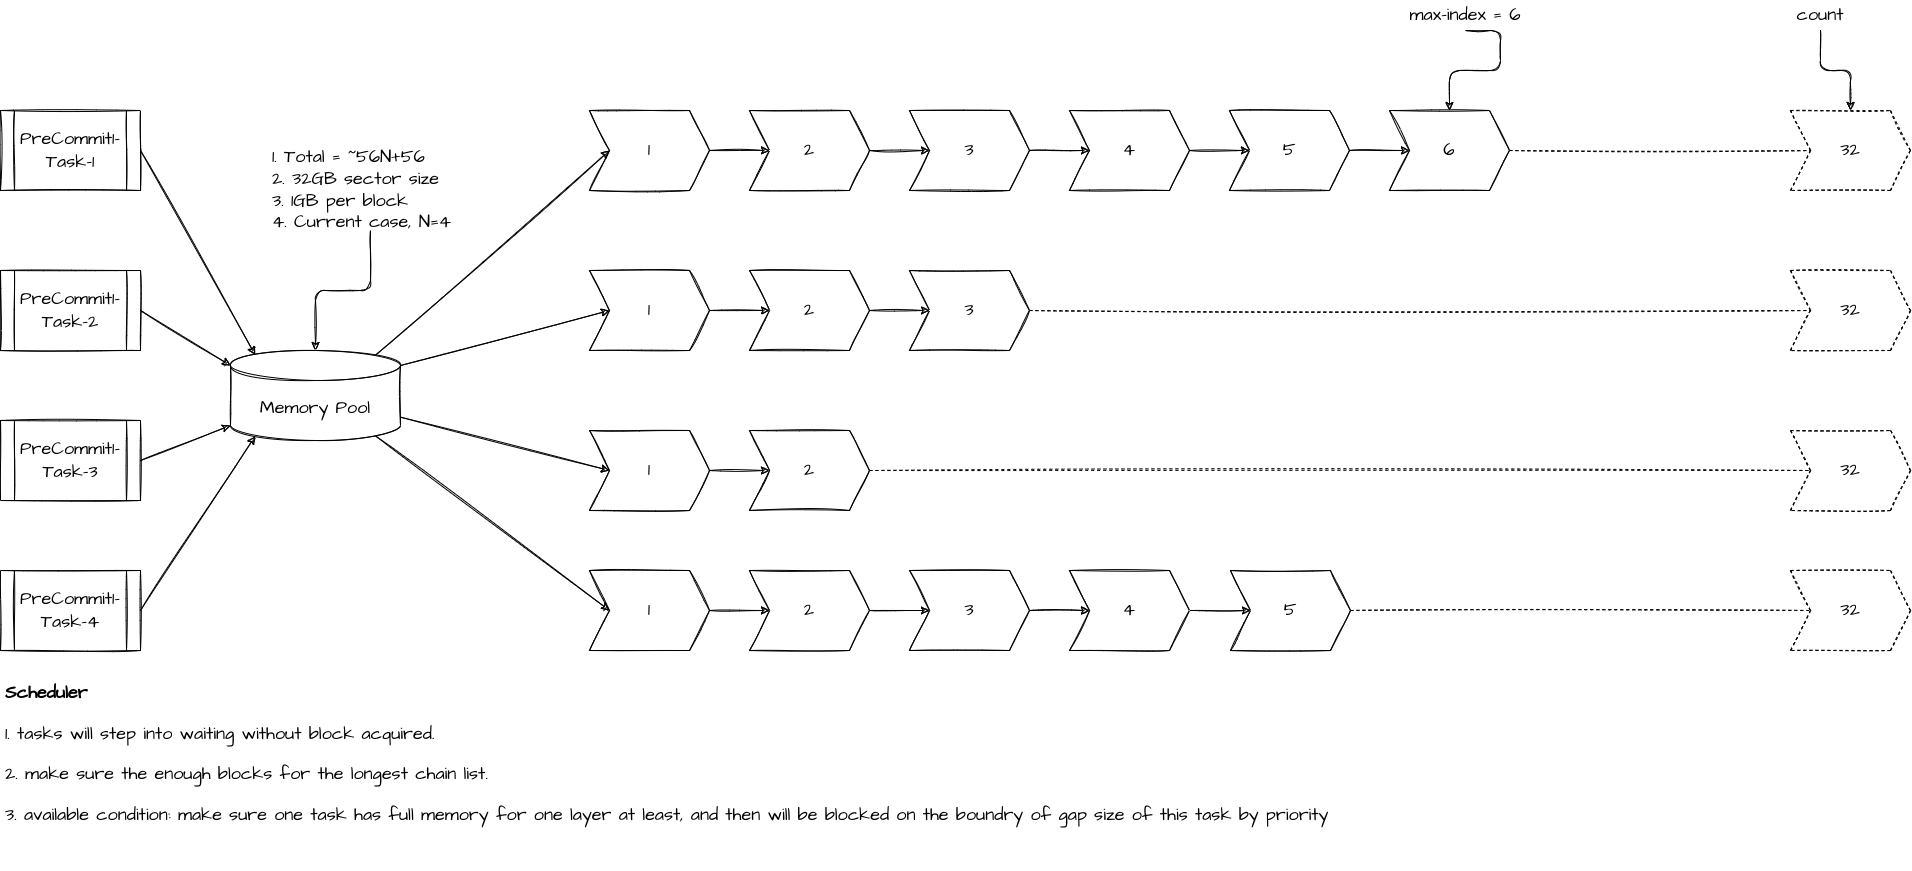 max-index = 6
count
PreCommit1-
Task-1
1. Total = ~56N+56
2. 32GB sector size
3. 1GB per block
4. Current case, N=4
1
2
3
4
5
6
32
PreCommit1-
Task-2
1
2
3
32
Memory Pool
PreCommit1-
Task-3
1
2
32
PreCommit1-
Task-4
1
2
3
4
5
32
Scheduler
1. tasks will step into waiting without block acquired.
2. make sure the enough blocks for the longest chain list.
3. available condition: make sure one task has full memory for one layer at least, and then will be blocked on the boundry of gap size of this task by priority